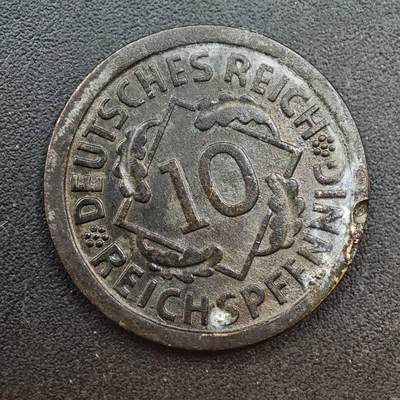 DEUTSCHES REICH
10
REICHSPFENNIG